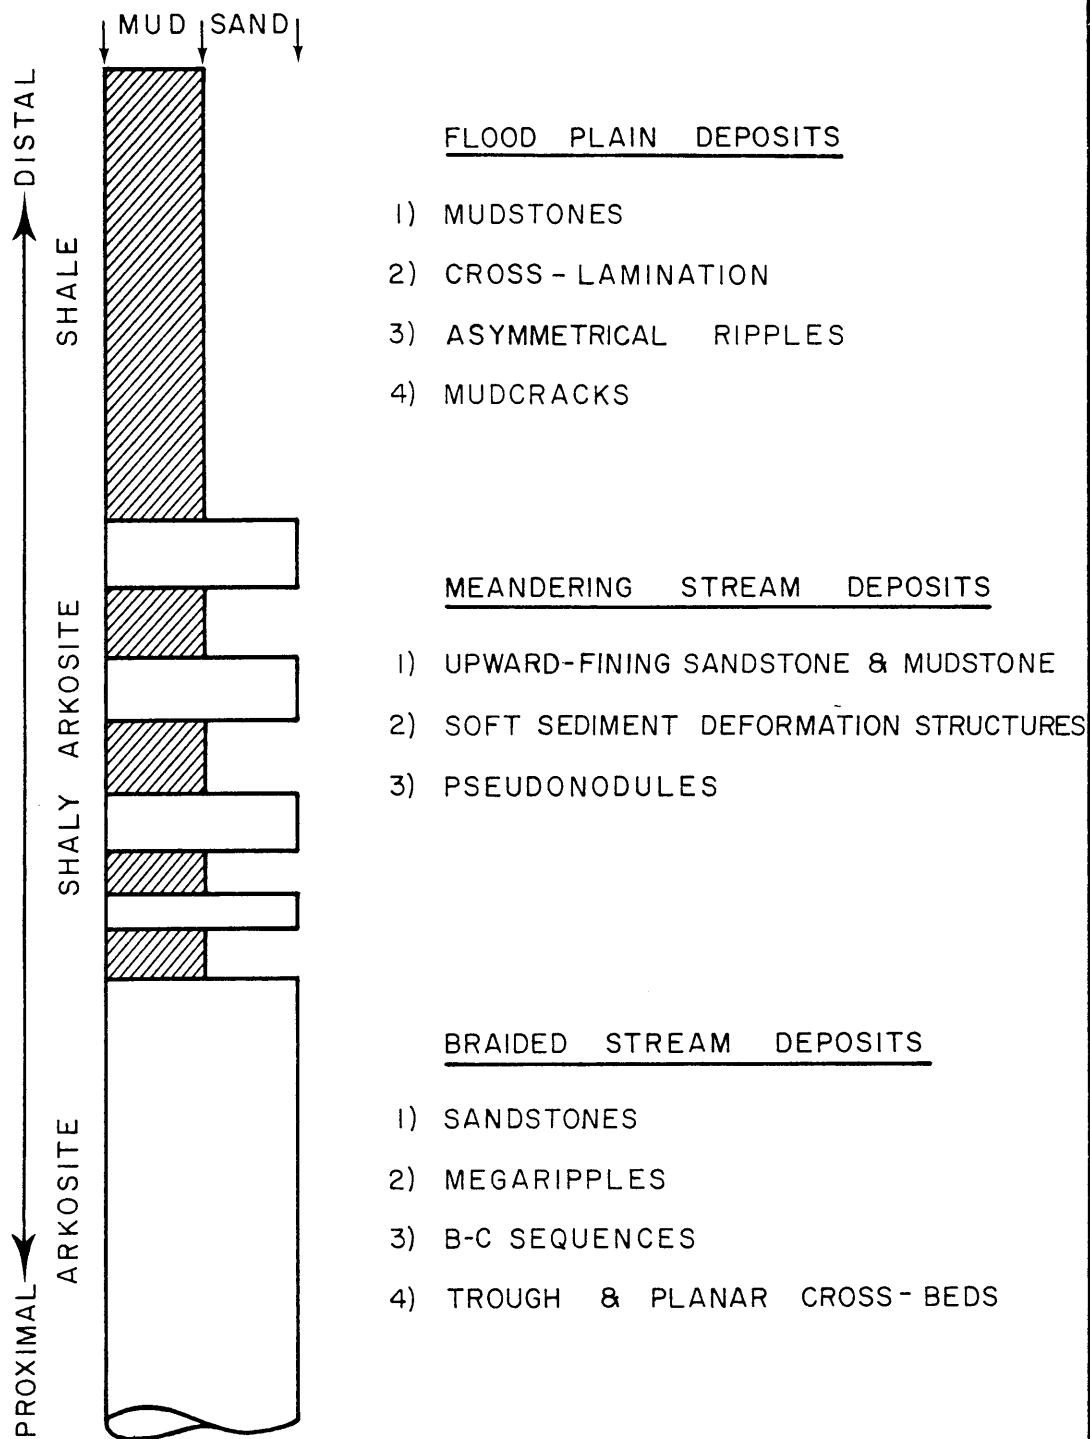 MUD SAND
DISTAL
SHALE
SHALY ARKOSITE
ARKOSITE
PROXIMAL
FLOOD PLAIN DEPOSITS
1) MUDSTONES
2) CROSS-LAMINATION
3) ASYMMETRICAL RIPPLES
4) MUDCRACKS
MEANDERING STREAM DEPOSITS
1) UPWARD-FINING SANDSTONE & MUDSTONE
2) SOFT SEDIMENT DEFORMATION STRUCTURES
3) PSEUDONODULES
BRAIDED STREAM DEPOSITS
1) SANDSTONES
2) MEGARIPPLES
3) B-C SEQUENCES
4) TROUGH & PLANAR CROSS-BEDS